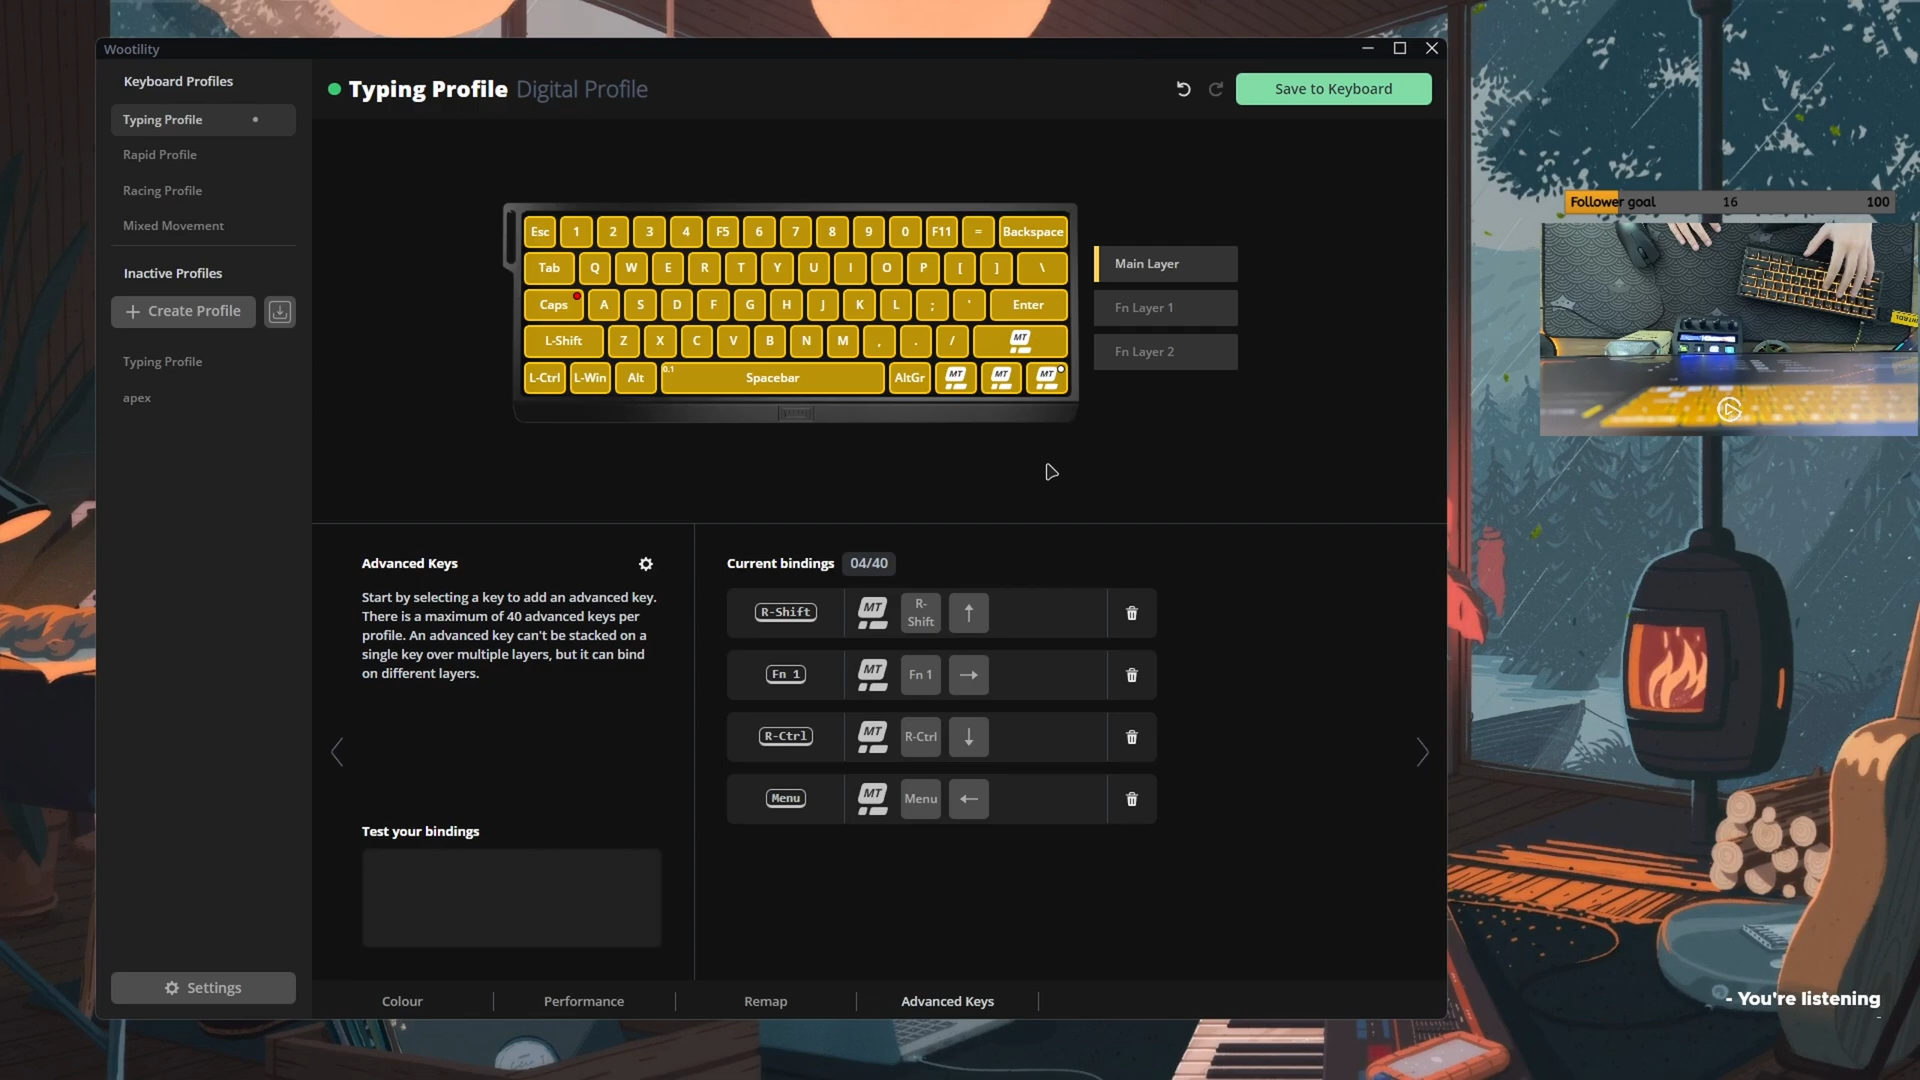 Wootility
Keyboard Profiles
Typing Profile
Rapid Profile
Racing Profile
Mixed Movement
Inactive Profiles
Create Profile
Typing Profile
apex
Settings
Typing Profile Digital Profile
Save to Keyboard
Esc 1 2 3 4 F5 6 7 8 9 0 F11 = Backspace
Tab Q W E R T Y U I O P [ ] \
Caps A S D F G H J K L ; ' Enter
L-Shift Z X C V B N M , . / MT
L-Ctrl L-Win Alt 0.1 Spacebar AltGr MT MT MT
Main Layer
Fn Layer 1
Fn Layer 2
Advanced Keys
Start by selecting a key to add an advanced key.
There is a maximum of 40 advanced keys per
profile. An advanced key can't be stacked on a
single key over multiple layers, but it can bind
on different layers.
Test your bindings
Current bindings 04/40
R-Shift MT R-
Shift ↑
Fn 1 MT Fn 1 →
R-Ctrl MT R-Ctrl ↓
Menu MT Menu ←
Colour
Performance
Remap
Advanced Keys
Follower goal 16 100
- You're listening
-